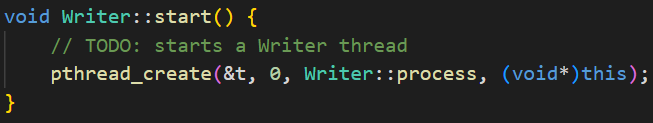 void Writer::start() {
    // TODO: starts a Writer thread
    pthread_create(&t, 0, Writer::process, (void*)this);
}